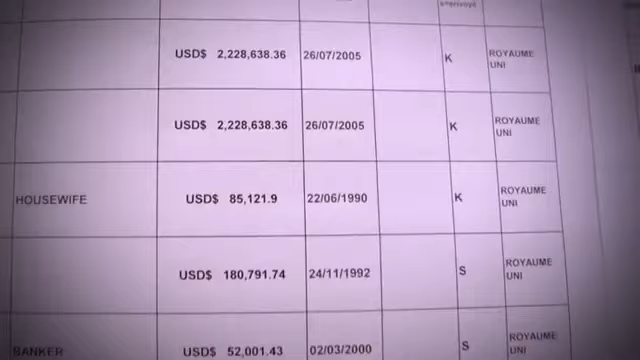 employoyé
USD$ 2,228,638.36 26/07/2005 K ROYAUME
UNI
USD$ 2,228,638.36 26/07/2005 K ROYAUME
UNI
HOUSEWIFE USD$ 85,121.9 22/06/1990 K ROYAUME
UNI
USD$ 180,791.74 24/11/1992 S ROYAUME
UNI
BANKER USD$ 52,001.43 02/03/2000 S ROYAUME
UNI